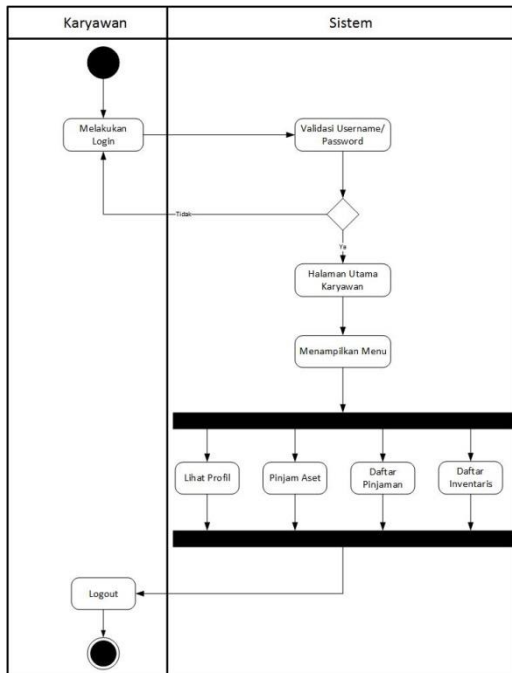 Karyawan
Sistem
Melakukan
Login
Validasi Username/
Password
Tidak
Ya
Halaman Utama
Karyawan
Menampilkan Menu
Lihat Profil
Pinjam Aset
Daftar
Pinjaman
Daftar
Inventaris
Logout